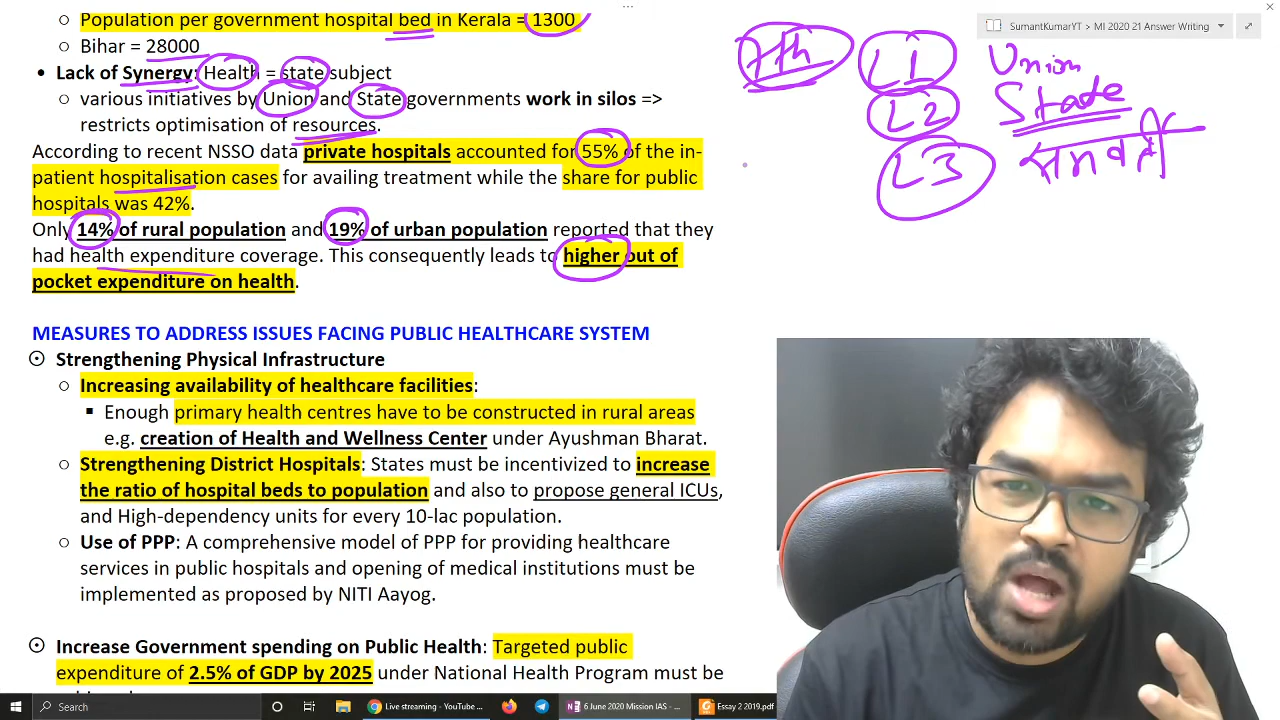 Population per government hospital bed in Kerala = 1300
Bihar = 28000
Lack of Synergy: Health = state subject
various initiatives by Union and State governments work in silos =>
restricts optimisation of resources.
According to recent NSSO data private hospitals accounted for 55% of the in-
patient hospitalisation cases for availing treatment while the share for public
hospitals was 42%.
Only 14% of rural population and 19% of urban population reported that they
had health expenditure coverage. This consequently leads to higher out of
pocket expenditure on health.
MEASURES TO ADDRESS ISSUES FACING PUBLIC HEALTHCARE SYSTEM
Strengthening Physical Infrastructure
Increasing availability of healthcare facilities:
Enough primary health centres have to be constructed in rural areas
e.g. creation of Health and Wellness Center under Ayushman Bharat.
Strengthening District Hospitals: States must be incentivized to increase
the ratio of hospital beds to population and also to propose general ICUs,
and High-dependency units for every 10-lac population.
Use of PPP: A comprehensive model of PPP for providing healthcare
services in public hospitals and opening of medical institutions must be
implemented as proposed by NITI Aayog.
Increase Government spending on Public Health: Targeted public
expenditure of 2.5% of GDP by 2025 under National Health Program must be
SumantKumarYT > MI 2020 21 Answer Writing
7th L1 Union
L2 State
L3
Search
Live streaming - YouTube ...
6 June 2020 Mission IAS - ...
Essay 2 2019.pdf